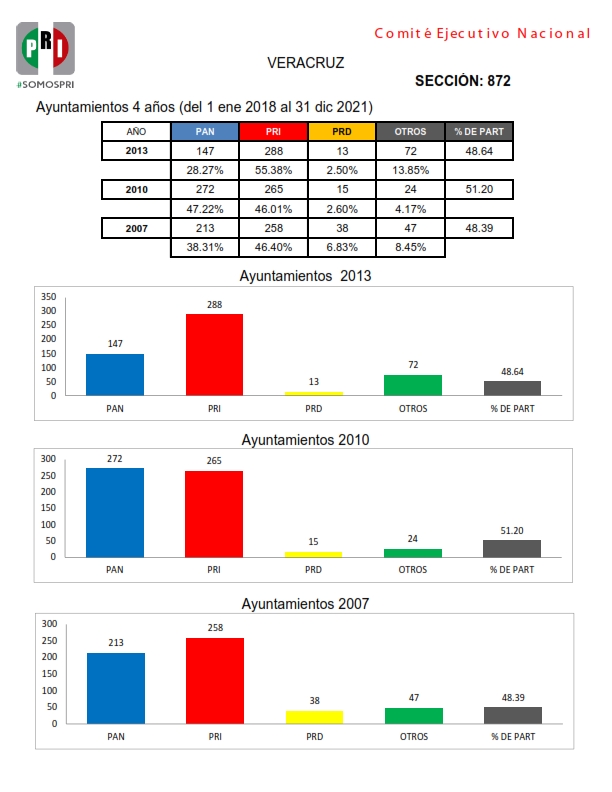 Comité Ejecutivo Nacional
PRI
#SOMOSPRI
VERACRUZ
SECCIÓN: 872
Ayuntamientos 4 años (del 1 ene 2018 al 31 dic 2021)
AÑO PAN PRI PRD OTROS % DE PART
2013 147 288 13 72 48.64
28.27% 55.38% 2.50% 13.85%
2010 272 265 15 24 51.20
47.22% 46.01% 2.60% 4.17%
2007 213 258 38 47 48.39
38.31% 46.40% 6.83% 8.45%
Ayuntamientos 2013
350
300
250
200
150
100
50
0
147 288 13 72 48.64
PAN PRI PRD OTROS % DE PART
Ayuntamientos 2010
300
250
200
150
100
50
0
272 265 15 24 51.20
PAN PRI PRD OTROS % DE PART
Ayuntamientos 2007
300
250
200
150
100
50
0
213 258 38 47 48.39
PAN PRI PRD OTROS % DE PART